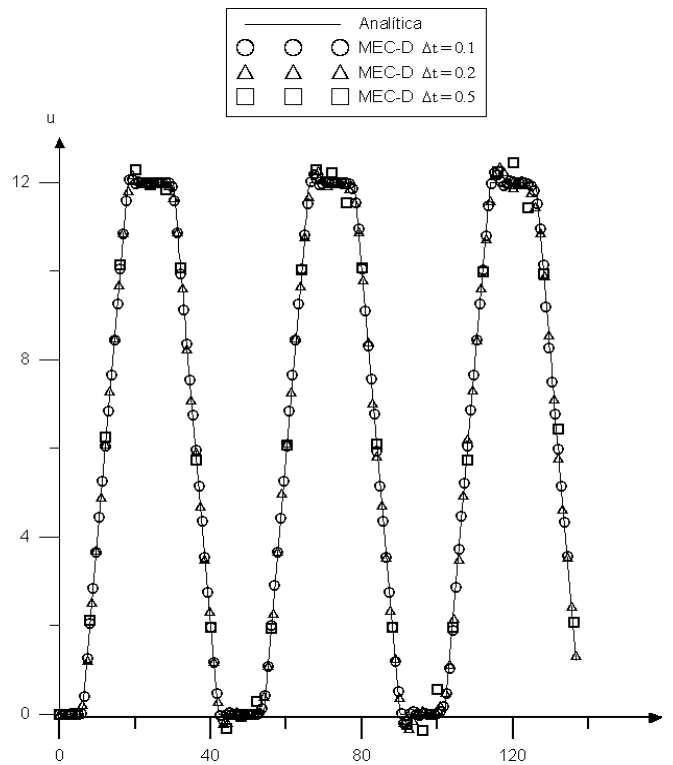 Analítica
MEC-D Δt=0.1
MEC-D Δt=0.2
MEC-D Δt=0.5
u
12
8
4
0
0 40 80 120